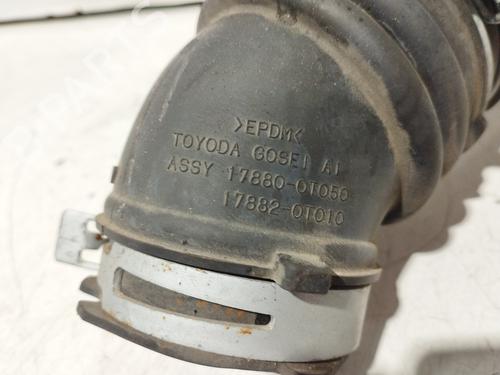 >EPDM<
TOYODA GOSEI A1
ASSY 17880-0T050
17882-0T010